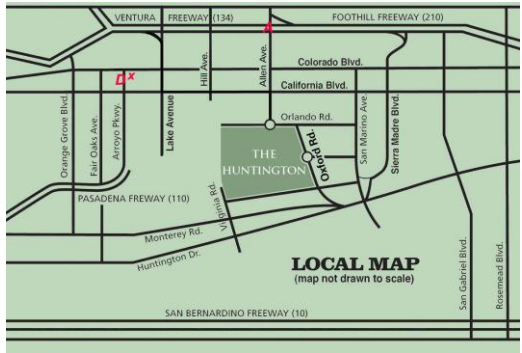 VENTURA FREEWAY (134)
A
FOOTHILL FREEWAY (210)
Hill Ave.
Allen Ave.
Colorado Blvd.
D x
California Blvd.
Orange Grove Blvd.
Fair Oaks Ave.
Arroyo Pkwy.
Lake Avenue
Orlando Rd.
San Marino Ave.
Sierra Madre Blvd.
THE
HUNTINGTON
Oxford Rd.
PASADENA FREWAY (110)
Virginia Rd.
Monterey Rd.
Huntington Dr.
LOCAL MAP
(map not drawn to scale)
San Gabriel Blvd.
Rosemead Blvd.
SAN BERNARDINO FREEWAY (10)